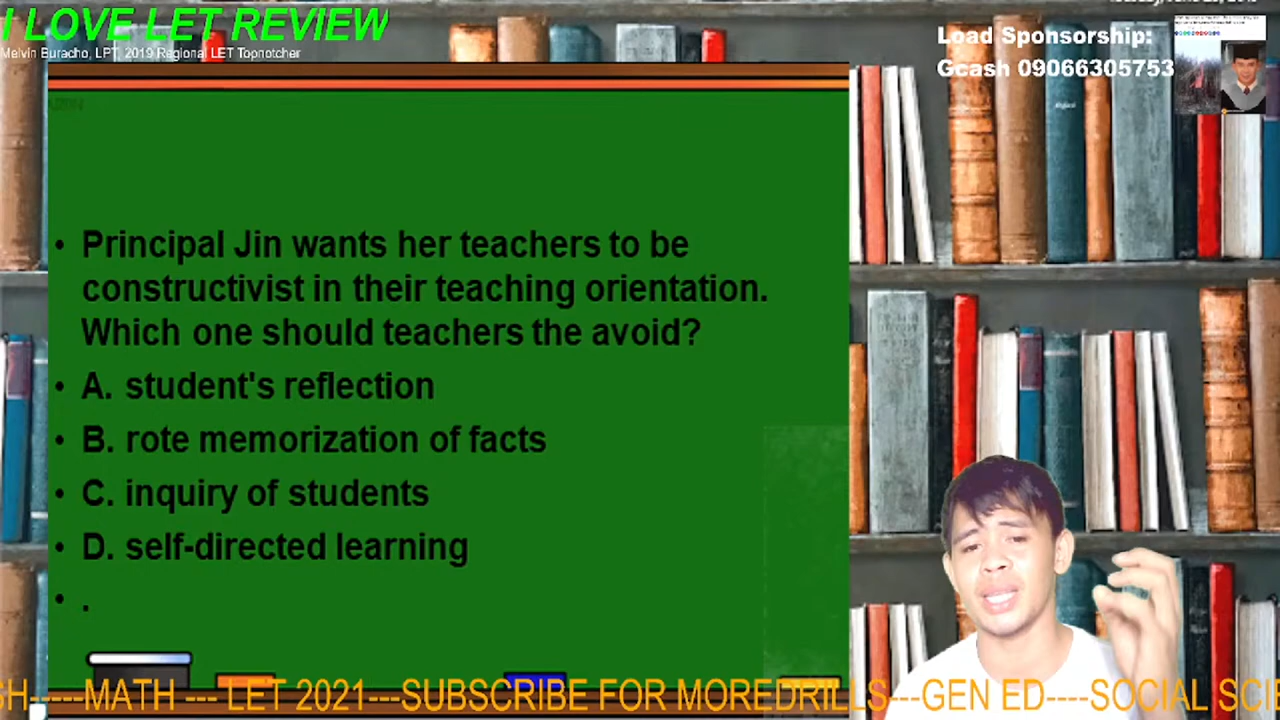 I LOVE LET REVIEW
Melvin Buracho, LPT, 2019 Regional LET Topnotcher
Load Sponsorship:
Gcash 09066305753
• Principal Jin wants her teachers to be
constructivist in their teaching orientation.
Which one should teachers the avoid?
• A. student's reflection
• B. rote memorization of facts
• C. inquiry of students
• D. self-directed learning
• .
SH-----MATH --- LET 2021---SUBSCRIBE FOR MOREDRILLS---GEN ED----SOCIAL SCIE